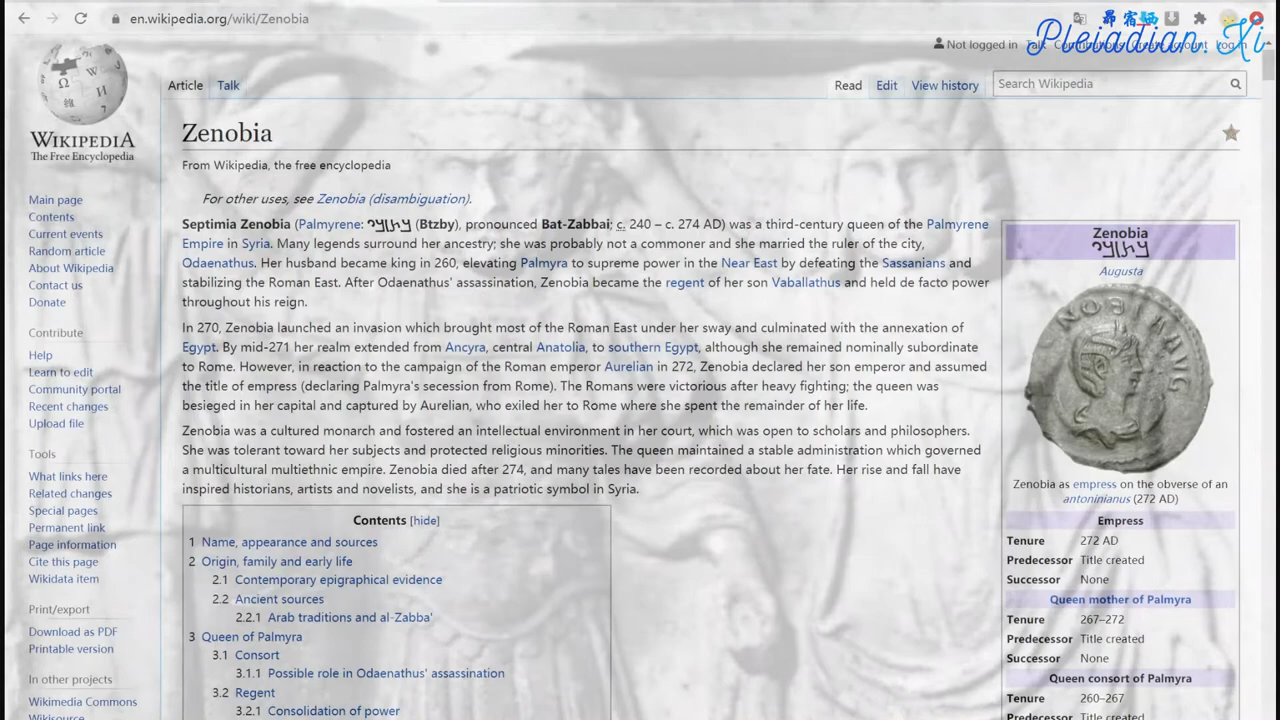 en.wikipedia.org/wiki/Zenobia
昴宿
Pleiadian.Xi
Not logged in
WIKIPEDIA
The Free Encyclopedia
Article Talk
Read Edit View history
Search Wikipedia
Zenobia
From Wikipedia, the free encyclopedia
For other uses, see Zenobia (disambiguation).
Septimia Zenobia (Palmyrene: (Btzby), pronounced Bat-Zabbai; c. 240 – c. 274 AD) was a third-century queen of the Palmyrene
Empire in Syria. Many legends surround her ancestry; she was probably not a commoner and she married the ruler of the city,
Odaenathus. Her husband became king in 260, elevating Palmyra to supreme power in the Near East by defeating the Sassanians and
stabilizing the Roman East. After Odaenathus' assassination, Zenobia became the regent of her son Vaballathus and held de facto power
throughout his reign.
In 270, Zenobia launched an invasion which brought most of the Roman East under her sway and culminated with the annexation of
Egypt. By mid-271 her realm extended from Ancyra, central Anatolia, to southern Egypt, although she remained nominally subordinate
to Rome. However, in reaction to the campaign of the Roman emperor Aurelian in 272, Zenobia declared her son emperor and assumed
the title of empress (declaring Palmyra's secession from Rome). The Romans were victorious after heavy fighting; the queen was
besieged in her capital and captured by Aurelian, who exiled her to Rome where she spent the remainder of her life.
Zenobia was a cultured monarch and fostered an intellectual environment in her court, which was open to scholars and philosophers.
She was tolerant toward her subjects and protected religious minorities. The queen maintained a stable administration which governed
a multicultural multiethnic empire. Zenobia died after 274, and many tales have been recorded about her fate. Her rise and fall have
inspired historians, artists and novelists, and she is a patriotic symbol in Syria.
Contents [hide]
1 Name, appearance and sources
2 Origin, family and early life
2.1 Contemporary epigraphical evidence
2.2 Ancient sources
2.2.1 Arab traditions and al-Zabba'
3 Queen of Palmyra
3.1 Consort
3.1.1 Possible role in Odaenathus' assassination
3.2 Regent
3.2.1 Consolidation of power
Main page
Contents
Current events
Random article
About Wikipedia
Contact us
Donate
Contribute
Help
Learn to edit
Community portal
Recent changes
Upload file
Tools
What links here
Related changes
Special pages
Permanent link
Page information
Cite this page
Wikidata item
Print/export
Download as PDF
Printable version
In other projects
Wikimedia Commons
Wikisource
Zenobia
Augusta
NOBIA AUG
Zenobia as empress on the obverse of an
antoninianus (272 AD)
Empress
Tenure 272 AD
Predecessor Title created
Successor None
Queen mother of Palmyra
Tenure 267–272
Predecessor Title created
Successor None
Queen consort of Palmyra
Tenure 260–267
Predecessor Title created